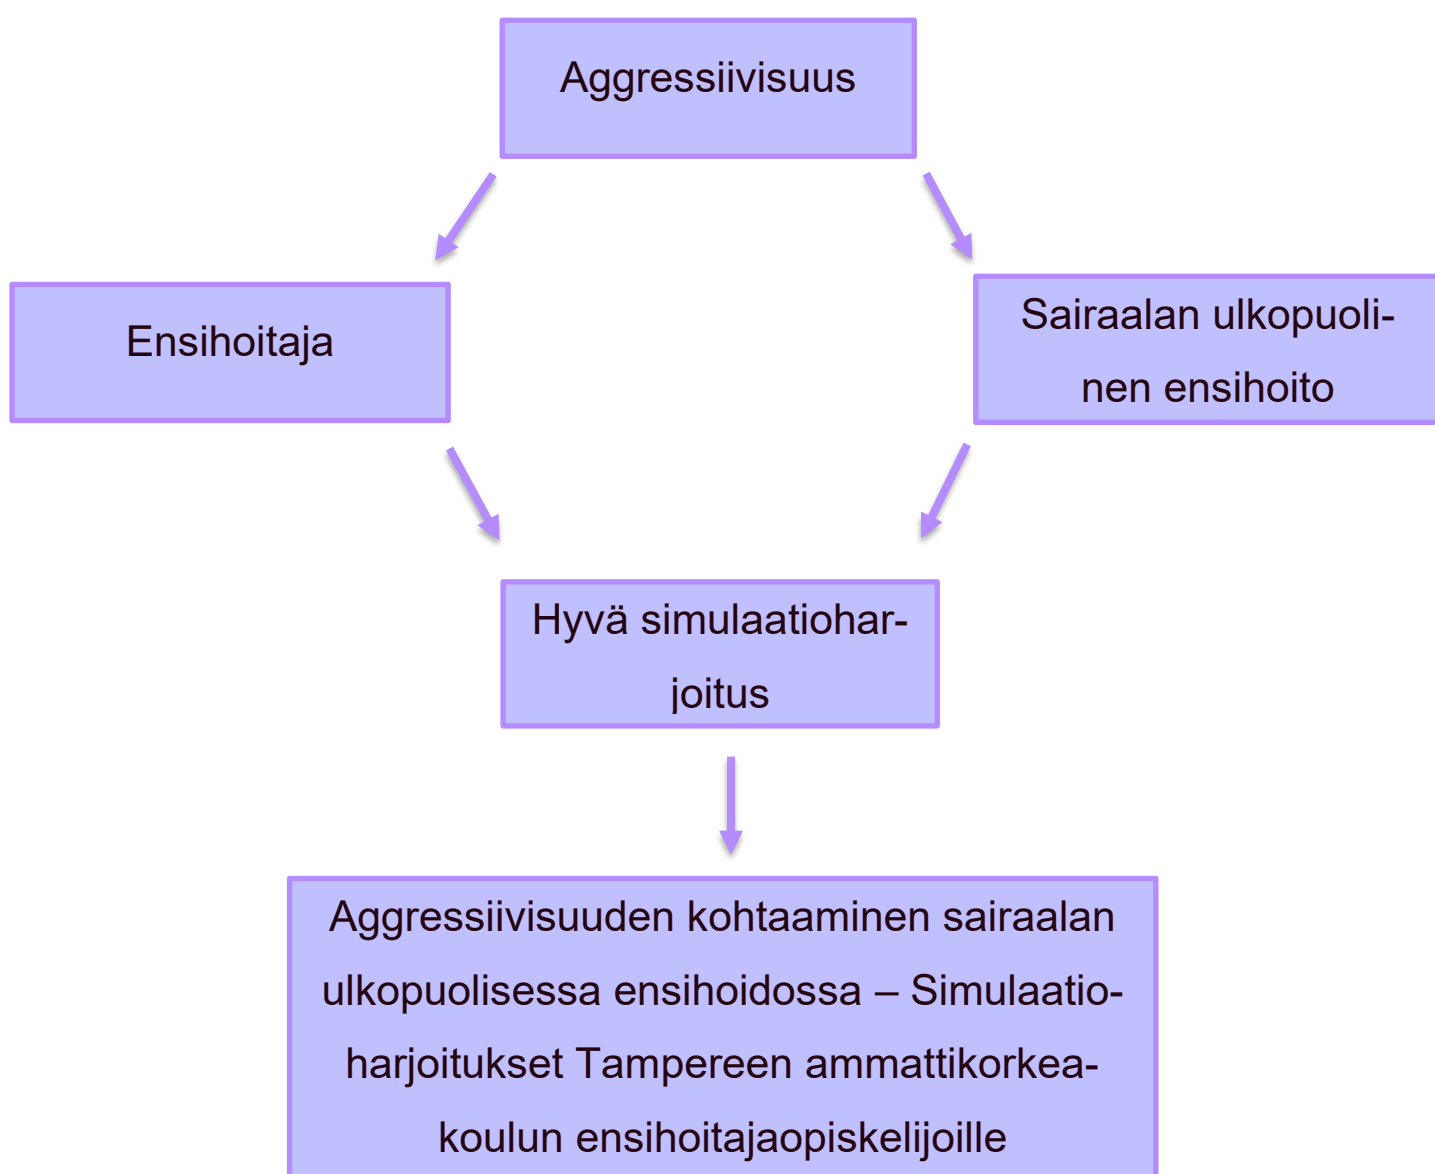 Aggressiivisuus
Ensihoitaja
Sairaalan ulkopuoli-
nen ensihoito
Hyvä simulaatiohar-
joitus
Aggressiivisuuden kohtaaminen sairaalan
ulkopuolisessa ensihoidossa – Simulaatio-
harjoitukset Tampereen ammattikorkea-
koulun ensihoitajaopiskelijoille